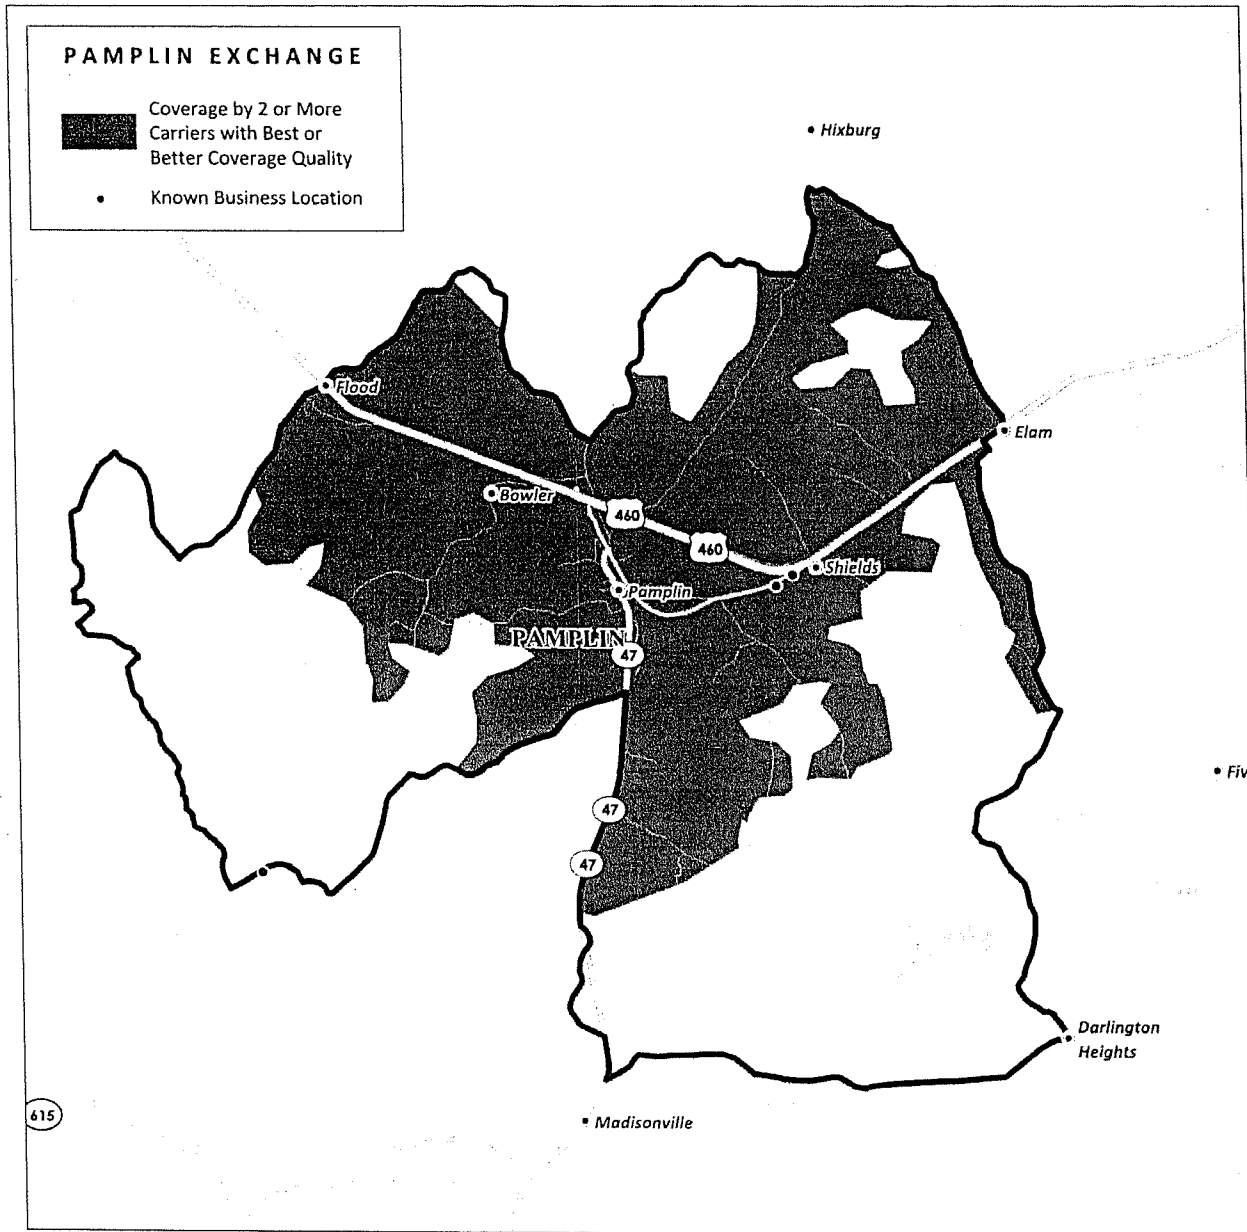 PAMPLIN EXCHANGE
Coverage by 2 or More
Carriers with Best or
Better Coverage Quality
Known Business Location
Hixburg
Flood
Elam
Bowler
460
460
Shields
Pamplin
PAMPLIN
47
Fiv
47
47
Darlington
Heights
615
Madisonville